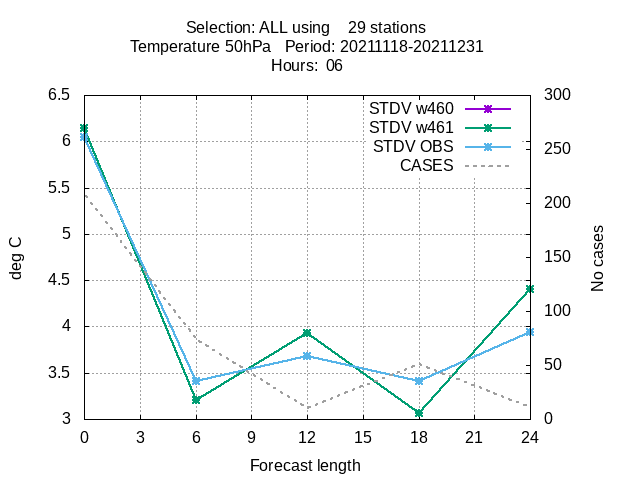 Selection: ALL using    29 stations
Temperature 50hPa   Period: 20211118-20211231
Hours:  06
6.5
6
5.5
5
4.5
4
3.5
3
300
250
200
150
100
50
0
STDV w460
STDV w461
STDV OBS
CASES
deg C
No cases
0 3 6 9 12 15 18 21 24
Forecast length